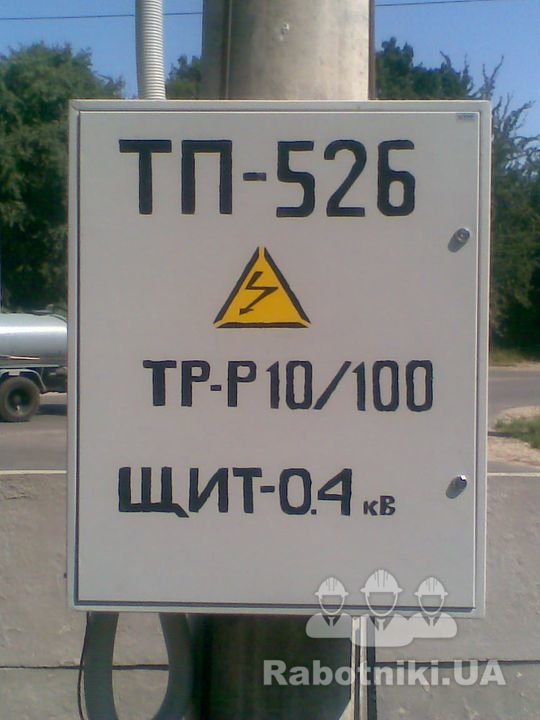 ТП-526
ТР-Р10/100
ЩИТ-0.4 кВ
Rabotniki.UA